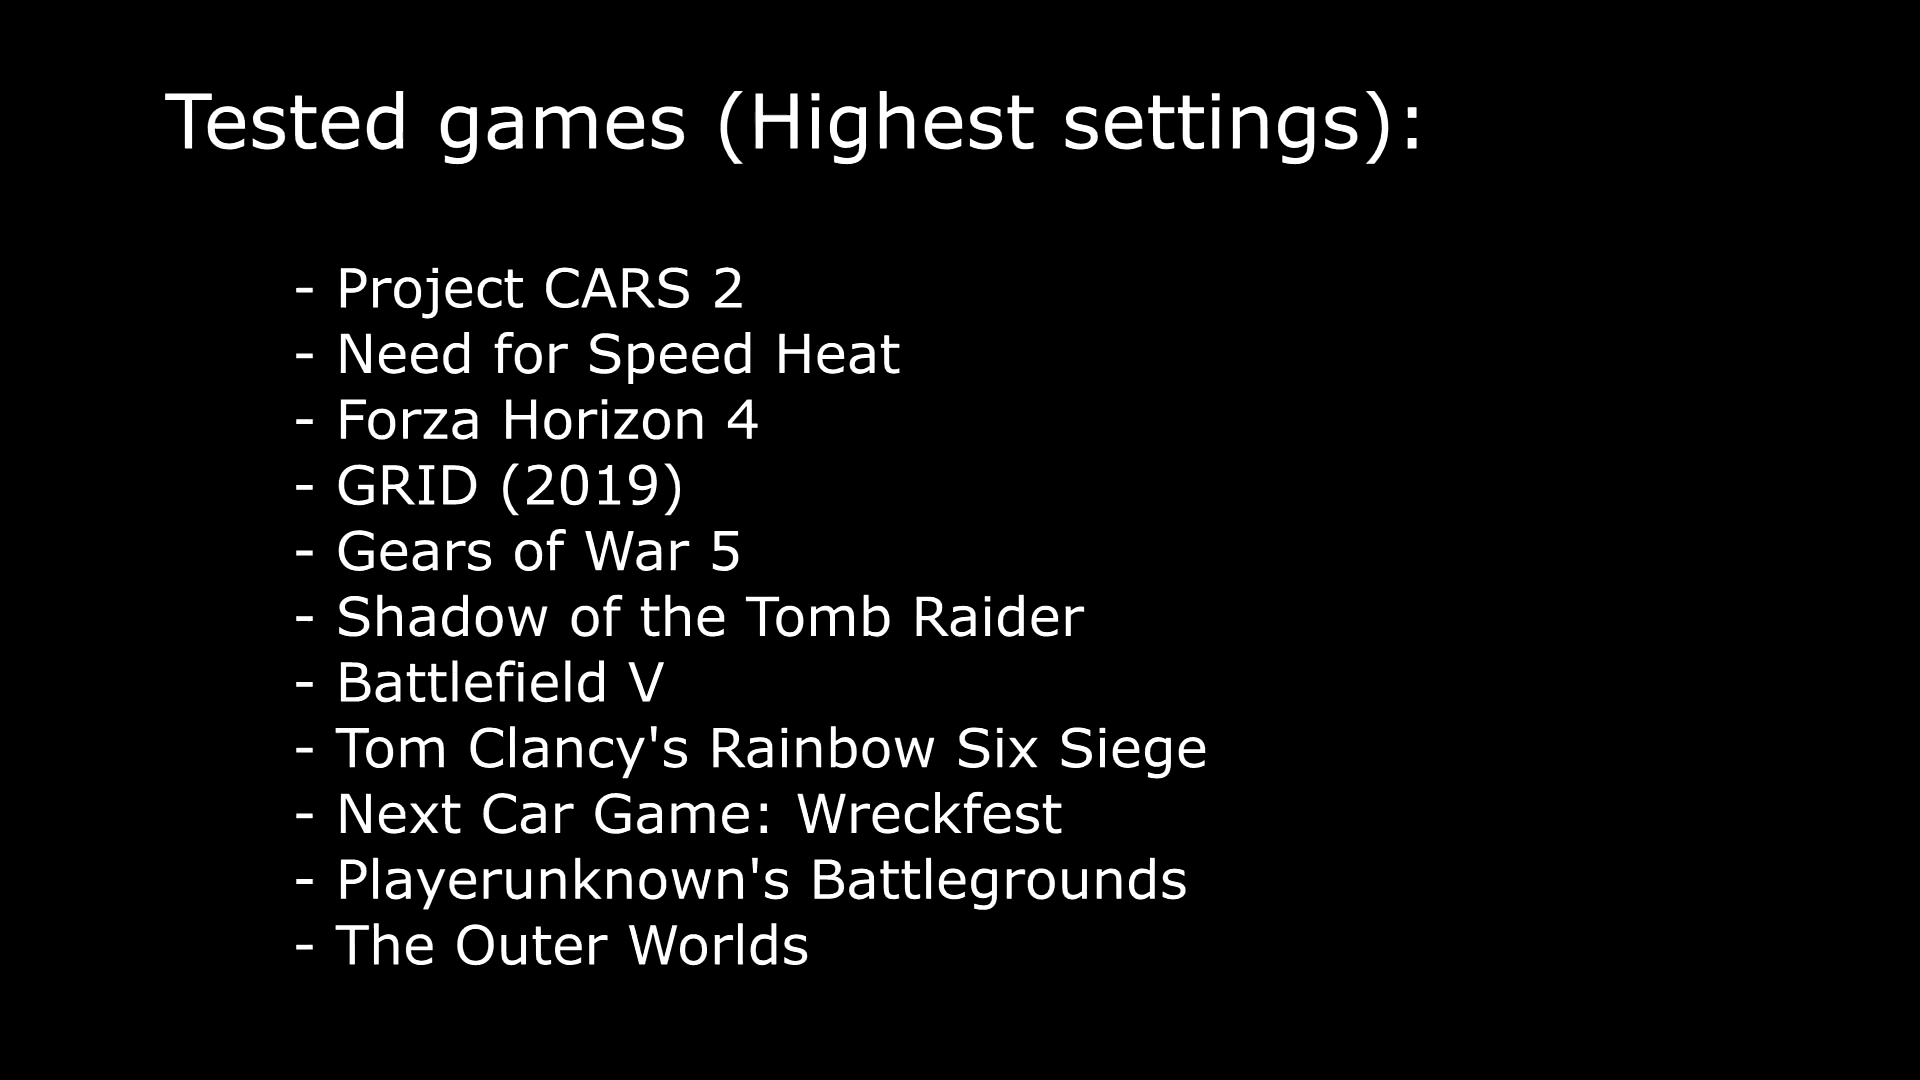 Tested games (Highest settings):
- Project CARS 2
- Need for Speed Heat
- Forza Horizon 4
- GRID (2019)
- Gears of War 5
- Shadow of the Tomb Raider
- Battlefield V
- Tom Clancy's Rainbow Six Siege
- Next Car Game: Wreckfest
- Playerunknown's Battlegrounds
- The Outer Worlds